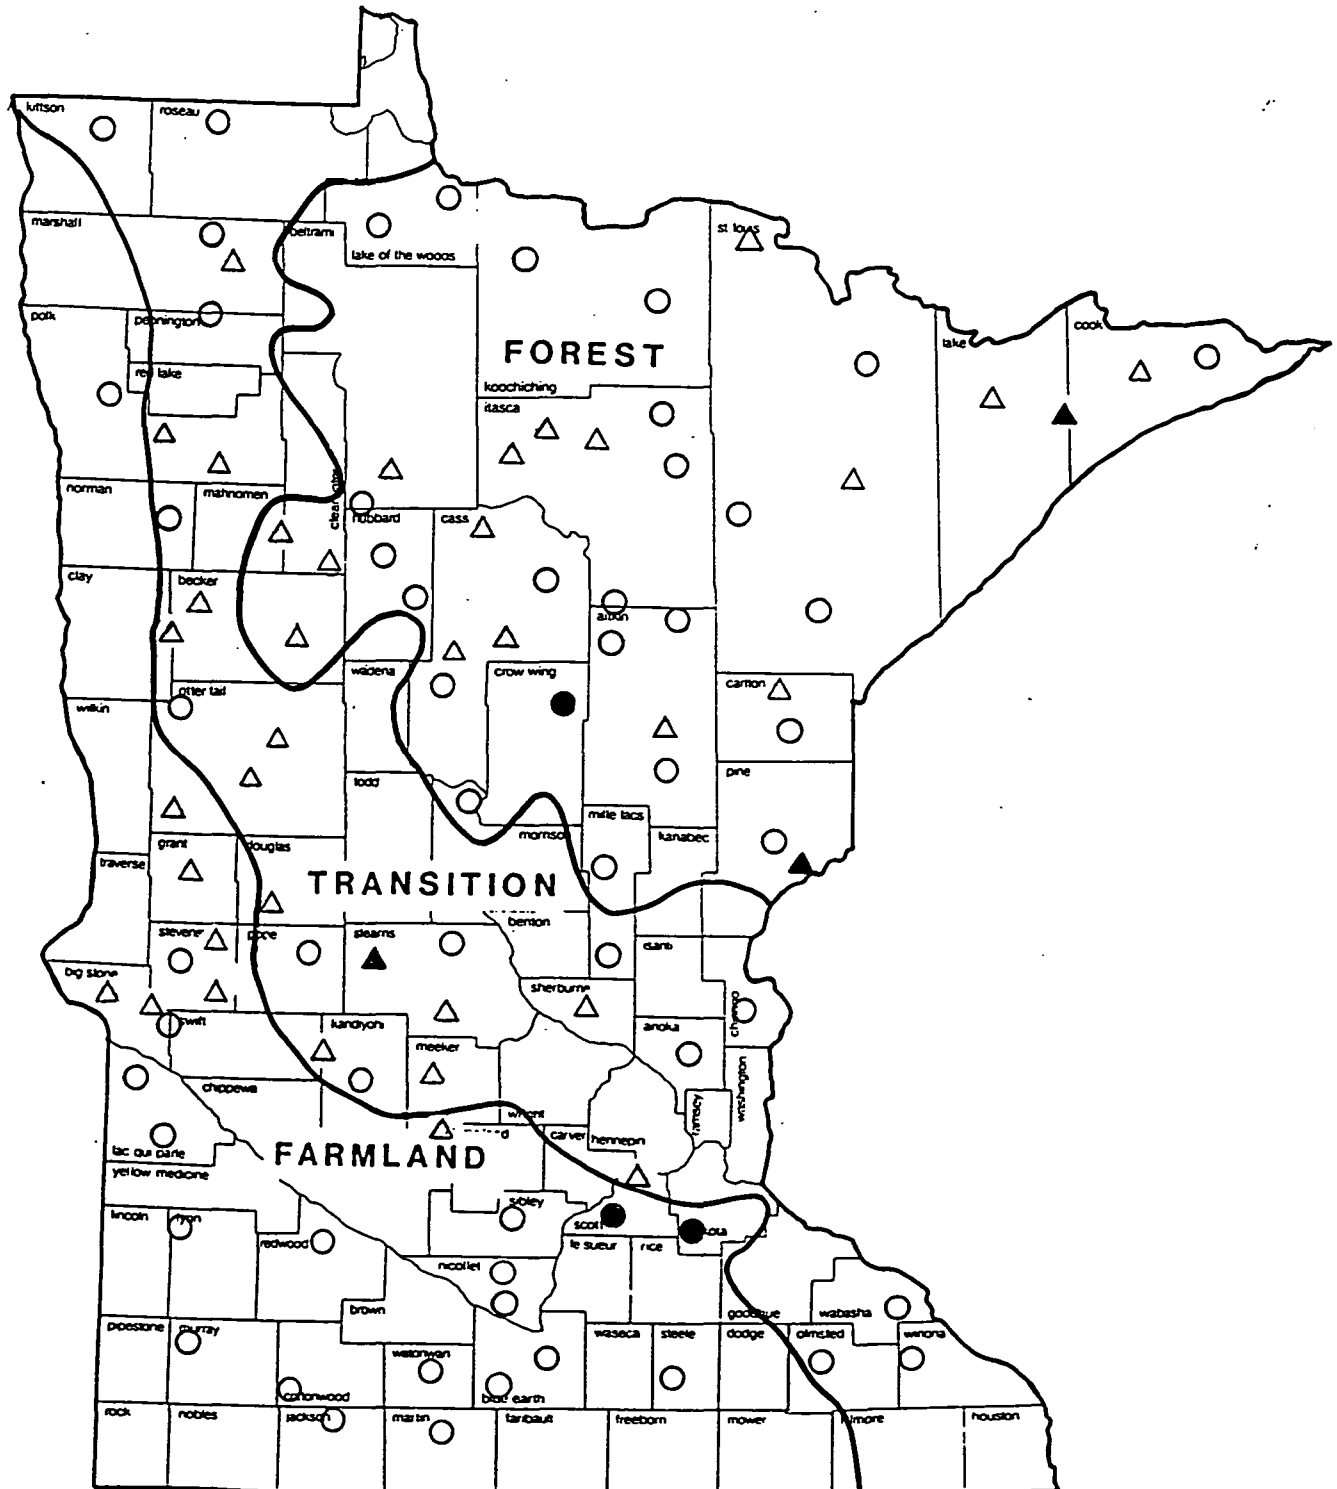 kittson
roseau
marshall
beltrami
lake of the woods
st louis
polk
pennington
cook
lake
FOREST
red lake
koochiching
itasca
norman
mahnomen
clearwater
hubbard
cass
clay
becker
aitkin
wadena
crow wing
carlton
otter tail
wilkin
todd
pine
mille lacs
morrison
kanabec
grant
douglas
traverse
TRANSITION
benton
stevens
pope
stearns
isanti
big stone
sherburne
chisago
swift
kandiyohi
anoka
meeker
washington
chippewa
ramsey
wright
carver
hennepin
lac qui parle
FARMLAND
yellow medicine
sibley
lincoln
lyon
scott
redwood
le sueur
rice
nicollet
brown
goodhue
wabasha
pipestone
murray
waseca
steele
dodge
olmsted
winona
watonwan
cottonwood
blue earth
rock
nobles
jackson
martin
faribault
freeborn
mower
fillmore
houston